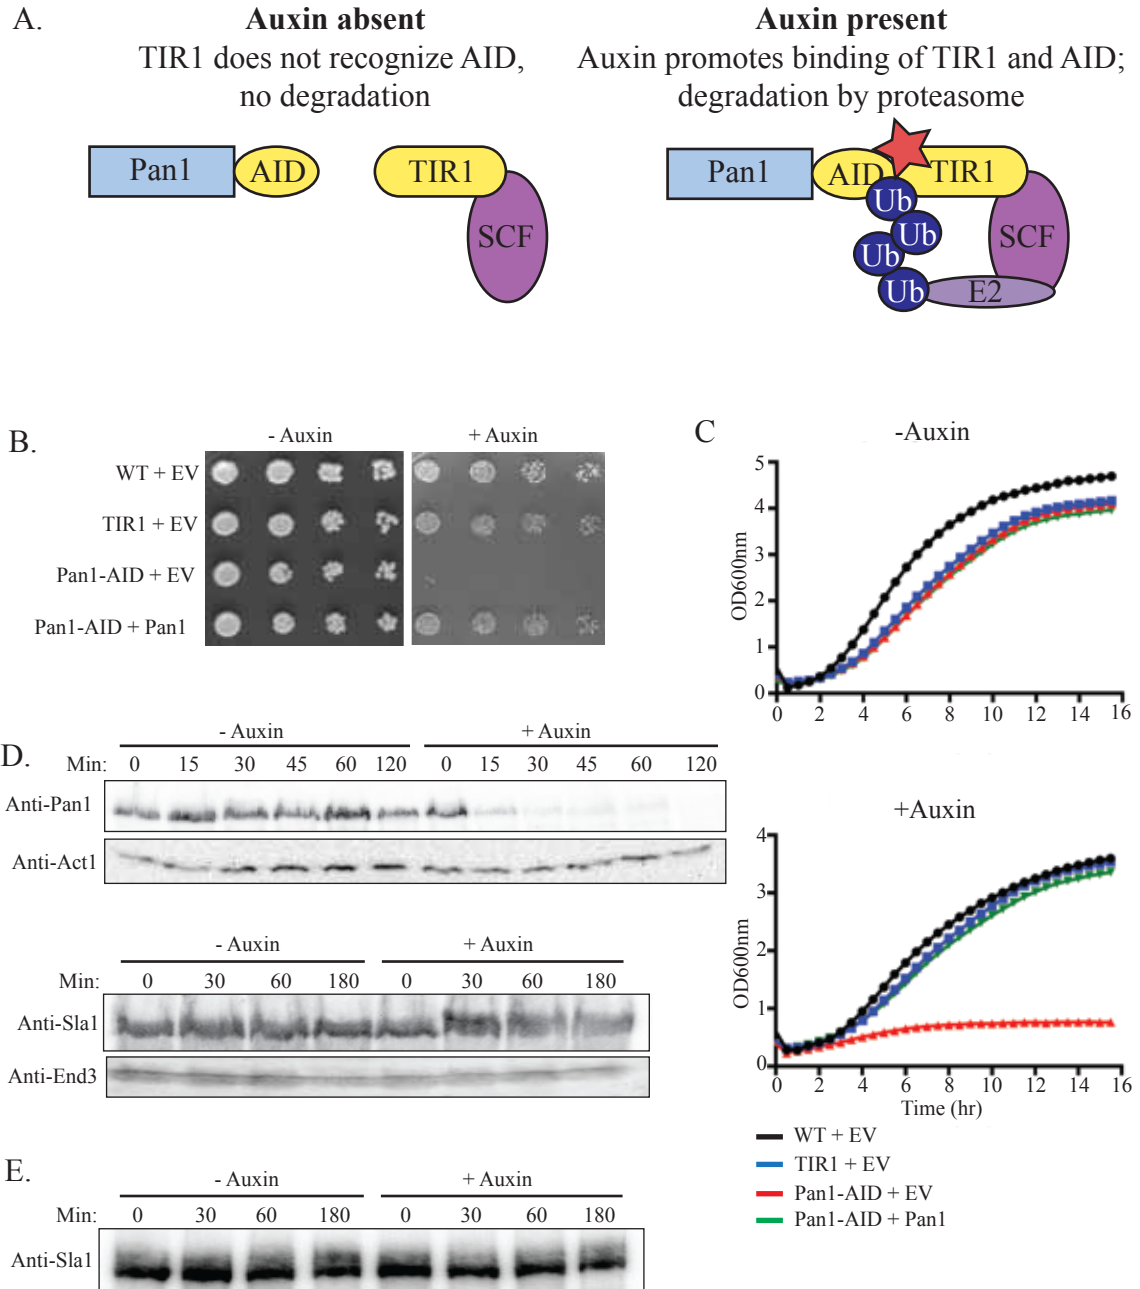 A.
Auxin absent
TIR1 does not recognize AID,
no degradation
Pan1
AID
TIR1
SCF
Auxin present
Auxin promotes binding of TIR1 and AID;
degradation by proteasome
Pan1
AID
TIR1
Ub
Ub
Ub
Ub
E2
SCF
B.
- Auxin
+ Auxin
WT + EV
TIR1 + EV
Pan1-AID + EV
Pan1-AID + Pan1
C
-Auxin
OD600nm
5
4
3
2
1
0
0 2 4 6 8 10 12 14 16
+Auxin
OD600nm
4
3
2
1
0
0 2 4 6 8 10 12 14 16
Time (hr)
WT + EV
TIR1 + EV
Pan1-AID + EV
Pan1-AID + Pan1
D.
- Auxin + Auxin
Min: 0 15 30 45 60 120 0 15 30 45 60 120
Anti-Pan1
Anti-Act1
- Auxin + Auxin
Min: 0 30 60 180 0 30 60 180
Anti-Sla1
Anti-End3
E.
- Auxin + Auxin
Min: 0 30 60 180 0 30 60 180
Anti-Sla1